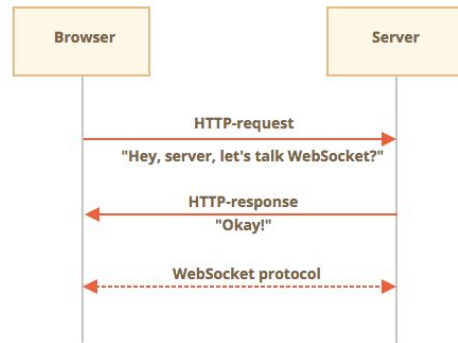 Browser
Server
HTTP-request
"Hey, server, let's talk WebSocket?"
HTTP-response
"Okay!"
WebSocket protocol